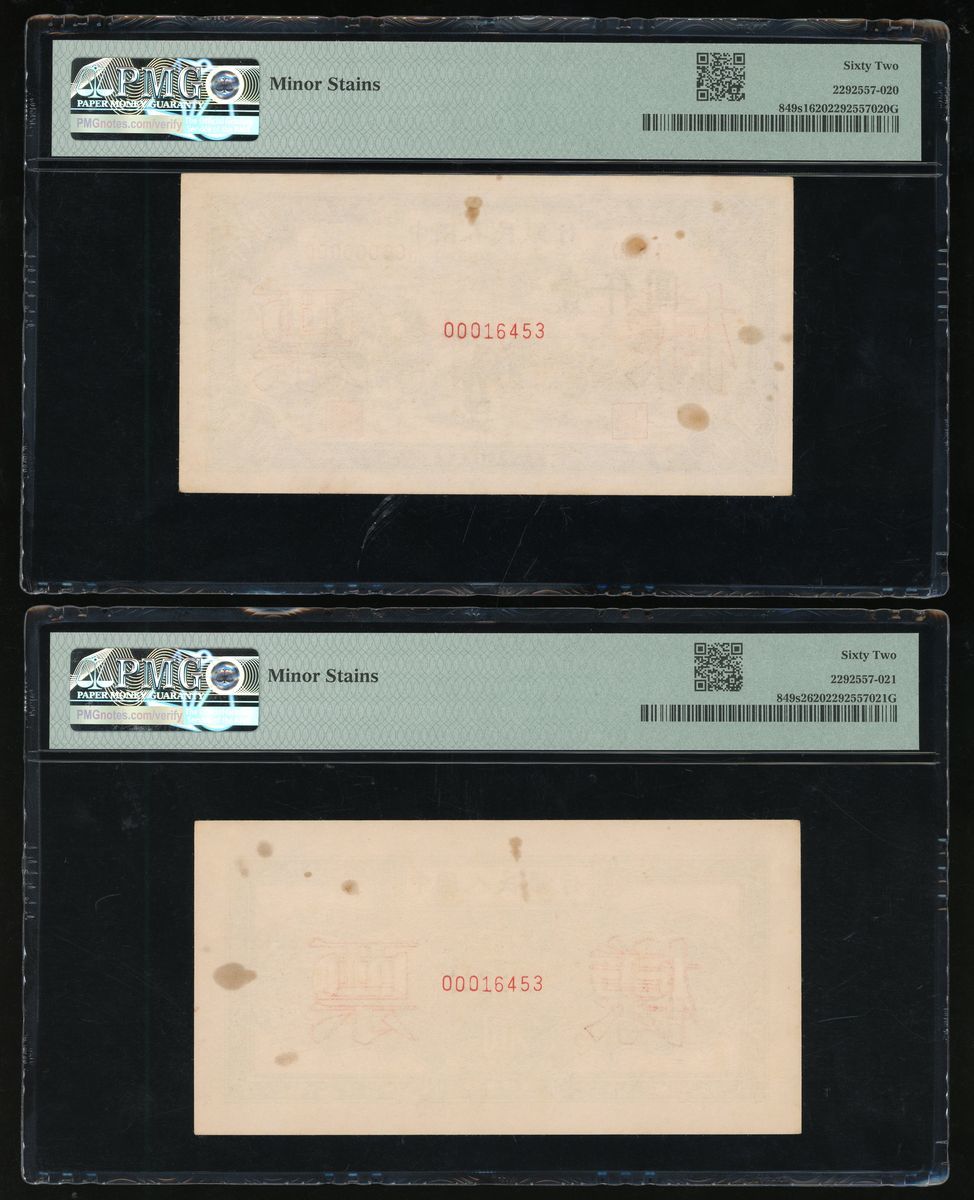 PMG
PAPER MONEY GUARANTY
PMGnotes.com/verify
Minor Stains
Sixty Two
2292557-020
849s16202292557020G
00016453
PMG
PAPER MONEY GUARANTY
PMGnotes.com/verify
Minor Stains
Sixty Two
2292557-021
849s26202292557021G
00016453